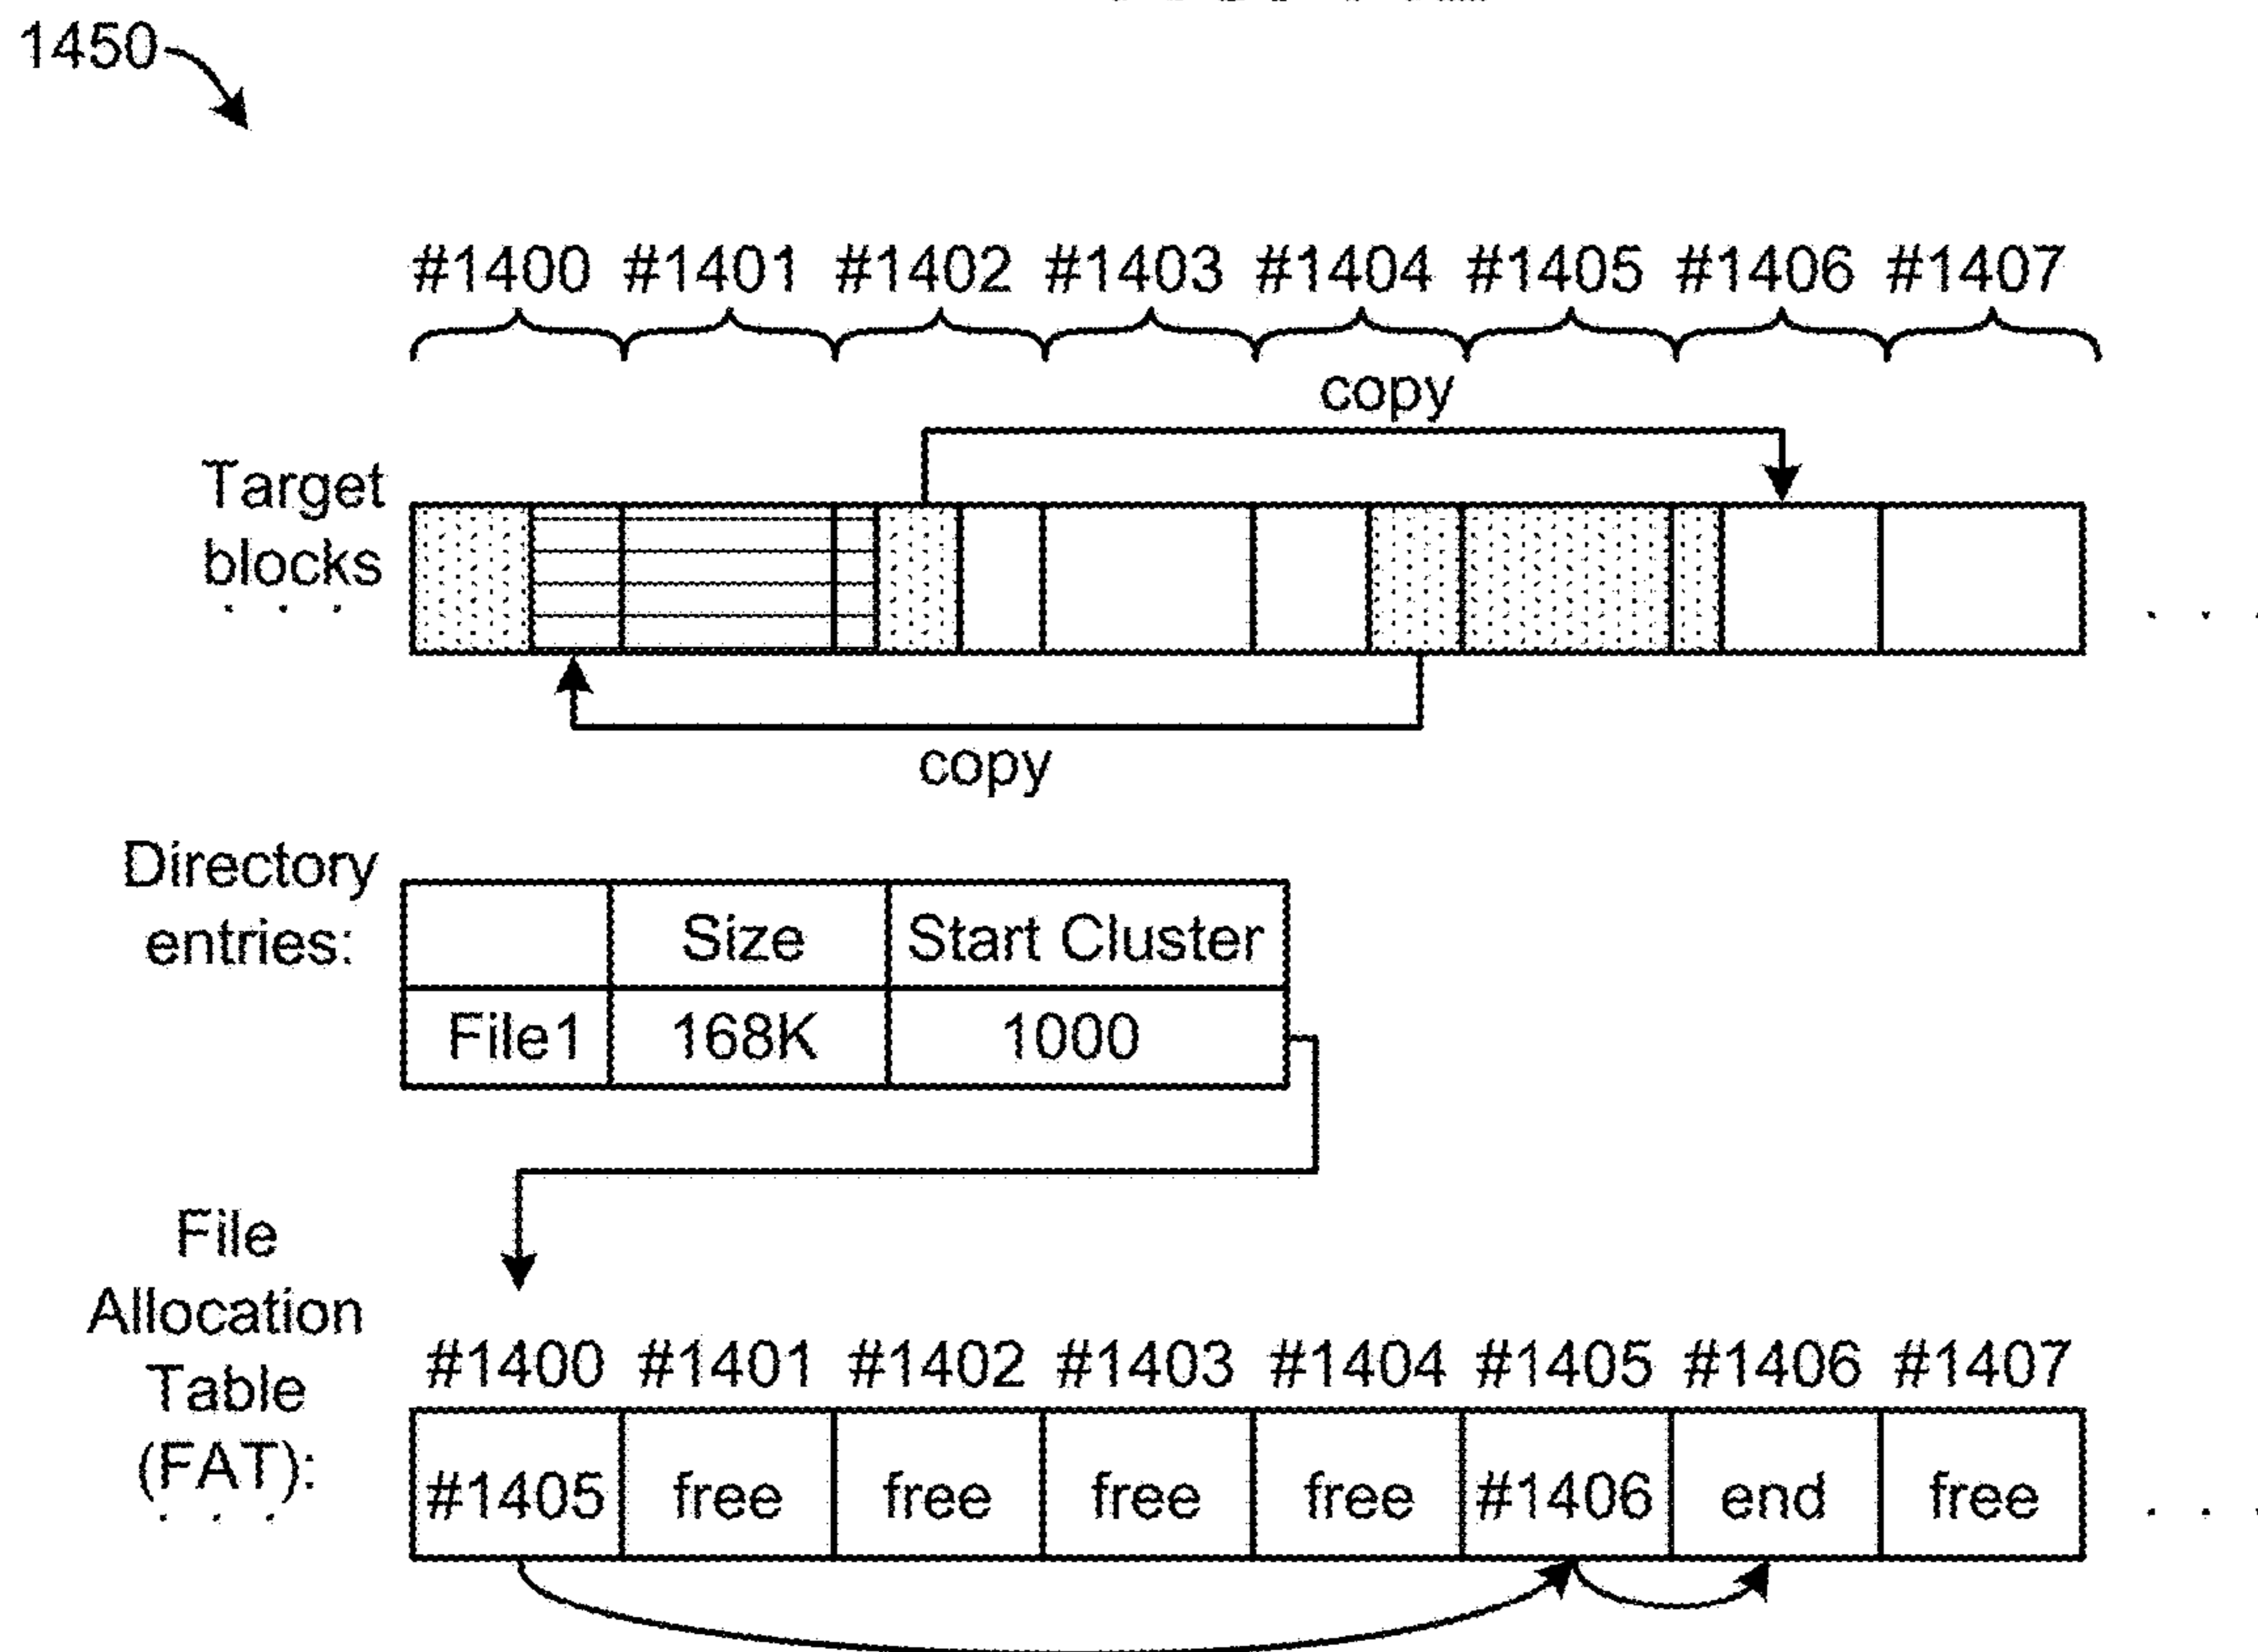 1450
#1400 #1401 #1402 #1403 #1404 #1405 #1406 #1407
copy
Target
blocks
. . .
. . .
copy
Directory
entries:
Size Start Cluster
File1 168K 1000
File
Allocation
Table
(FAT):
. . .
#1400 #1401 #1402 #1403 #1404 #1405 #1406 #1407
#1405 free free free free #1406 end free
. . .